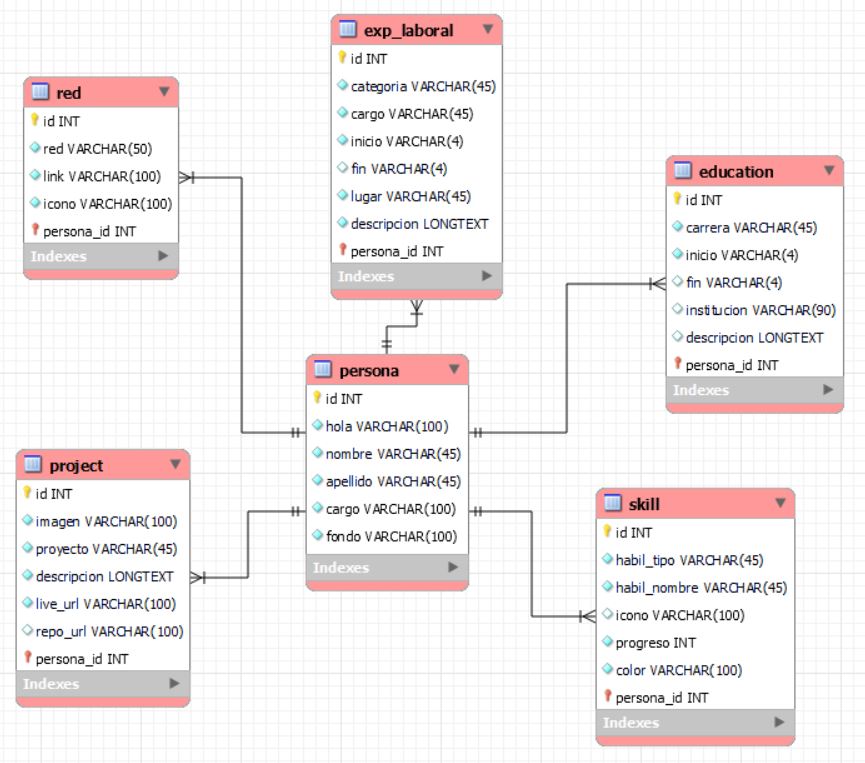 exp_laboral
id INT
categoria VARCHAR(45)
cargo VARCHAR(45)
inicio VARCHAR(4)
fin VARCHAR(4)
lugar VARCHAR(45)
descripcion LONGTEXT
persona_id INT
Indexes
red
id INT
red VARCHAR(50)
link VARCHAR(100)
icono VARCHAR(100)
persona_id INT
Indexes
education
id INT
carrera VARCHAR(45)
inicio VARCHAR(4)
fin VARCHAR(4)
institucion VARCHAR(90)
descripcion LONGTEXT
persona_id INT
Indexes
persona
id INT
hola VARCHAR(100)
nombre VARCHAR(45)
apellido VARCHAR(45)
cargo VARCHAR(100)
fondo VARCHAR(100)
Indexes
project
id INT
imagen VARCHAR(100)
proyecto VARCHAR(45)
descripcion LONGTEXT
live_url VARCHAR(100)
repo_url VARCHAR(100)
persona_id INT
Indexes
skill
id INT
habil_tipo VARCHAR(45)
habil_nombre VARCHAR(45)
icono VARCHAR(100)
progreso INT
color VARCHAR(100)
persona_id INT
Indexes